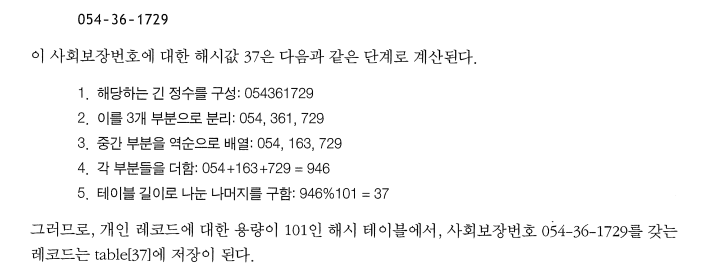 054-36-1729
이 사회보장번호에 대한 해시값 37은 다음과 같은 단계로 계산된다.
1. 해당하는 긴 정수를 구성: 054361729
2. 이를 3개 부분으로 분리: 054, 361, 729
3. 중간 부분을 역순으로 배열: 054, 163, 729
4. 각 부분들을 더함: 054+163+729 = 946
5. 테이블 길이로 나눈 나머지를 구함: 946%101 = 37
그러므로, 개인 레코드에 대한 용량이 101인 해시 테이블에서, 사회보장번호 054-36-1729를 갖는
레코드는 table[37]에 저장이 된다.